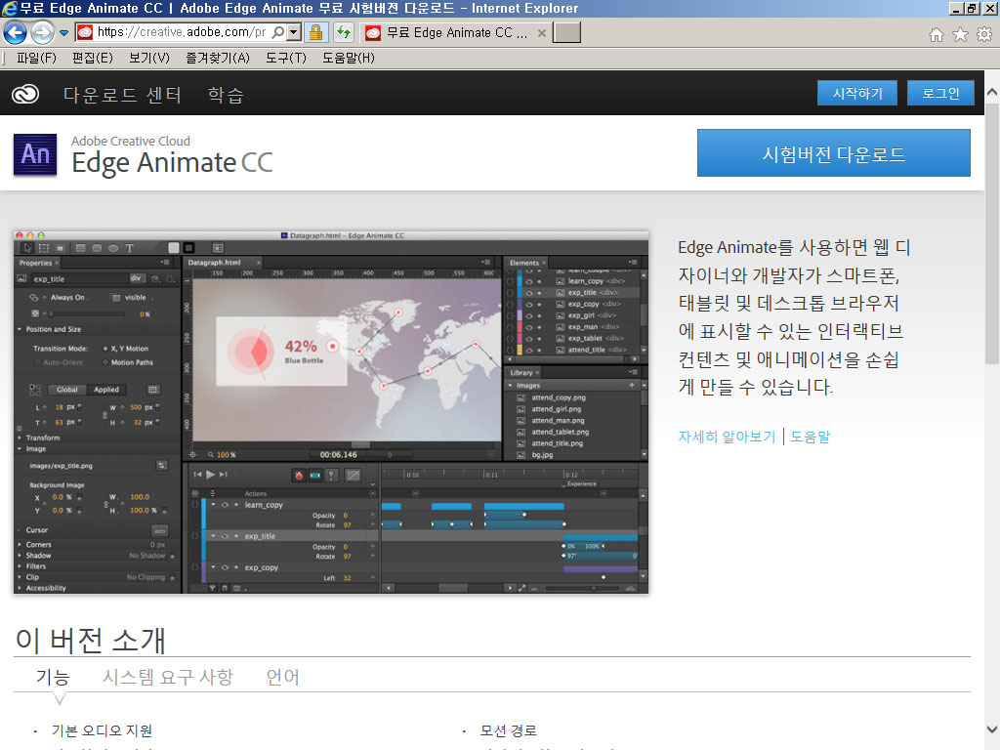 무료 Edge Animate CC | Adobe Edge Animate 무료 시험버전 다운로드 - Internet Explorer
https://creative.adobe.com/pr
무료 Edge Animate CC ...
파일(F) 편집(E) 보기(V) 즐겨찾기(A) 도구(T) 도움말(H)
다운로드 센터 학습 시작하기 로그인
An
Adobe Creative Cloud
Edge Animate CC
시험버전 다운로드
Datagraph.html - Edge Animate CC
Properties
exp_title div
Always On visible
0 %
Position and Size
Transition Mode: X, Y Motion
Auto-Orient Motion Paths
Global Applied
L 18 px W 500 px
T 63 px H 32 px
Transform
Image
images/exp_title.png
Background Image
X 0.0 % W 100.0
Y 0.0 % H 100.0 %
Cursor auto
Corners 0 px
Shadow No Shadow
Filters
Clip No Clipping
Accessibility
Datagraph.html
150 200 250 300 350 400 450 500 550 600
42%
Blue Bottle
100 % 00:06.146 0
Elements
learn_couple <div>
learn_copy <div>
exp_title <div>
exp_copy <div>
exp_girl <div>
exp_man <div>
exp_tablet <div>
attend_title <div>
Library
Images
attend_copy.png
attend_girl.png
attend_man.png
attend_tablet.png
attend_title.png
bg.jpg
0:10 0:11 0:12
Experience
Actions
learn_copy
Opacity 0
Rotate 97
exp_title
Opacity 0
Rotate 97
0% 100%
97°
exp_copy
Left 32
Edge Animate를 사용하면 웹 디
자이너와 개발자가 스마트폰,
태블릿 및 데스크톱 브라우저
에 표시할 수 있는 인터랙티브
컨텐츠 및 애니메이션을 손쉽
게 만들 수 있습니다.
자세히 알아보기 | 도움말
이 버전 소개
기능 시스템 요구 사항 언어
· 기본 오디오 지원
· 모션 경로